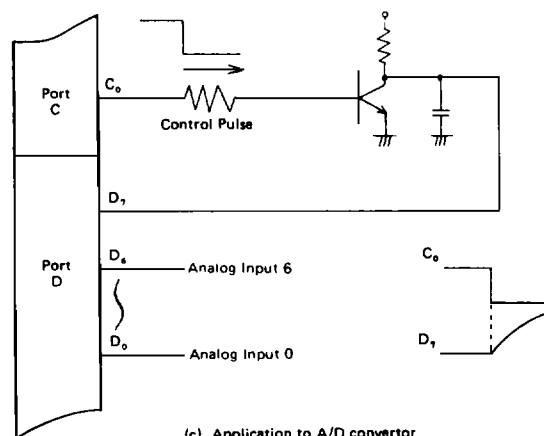 Port
C
C₀
Control Pulse
D₇
Port
D
D₆
Analog Input 6
D₀
Analog Input 0
C₀
D₇
(c) Application to A/D convertor